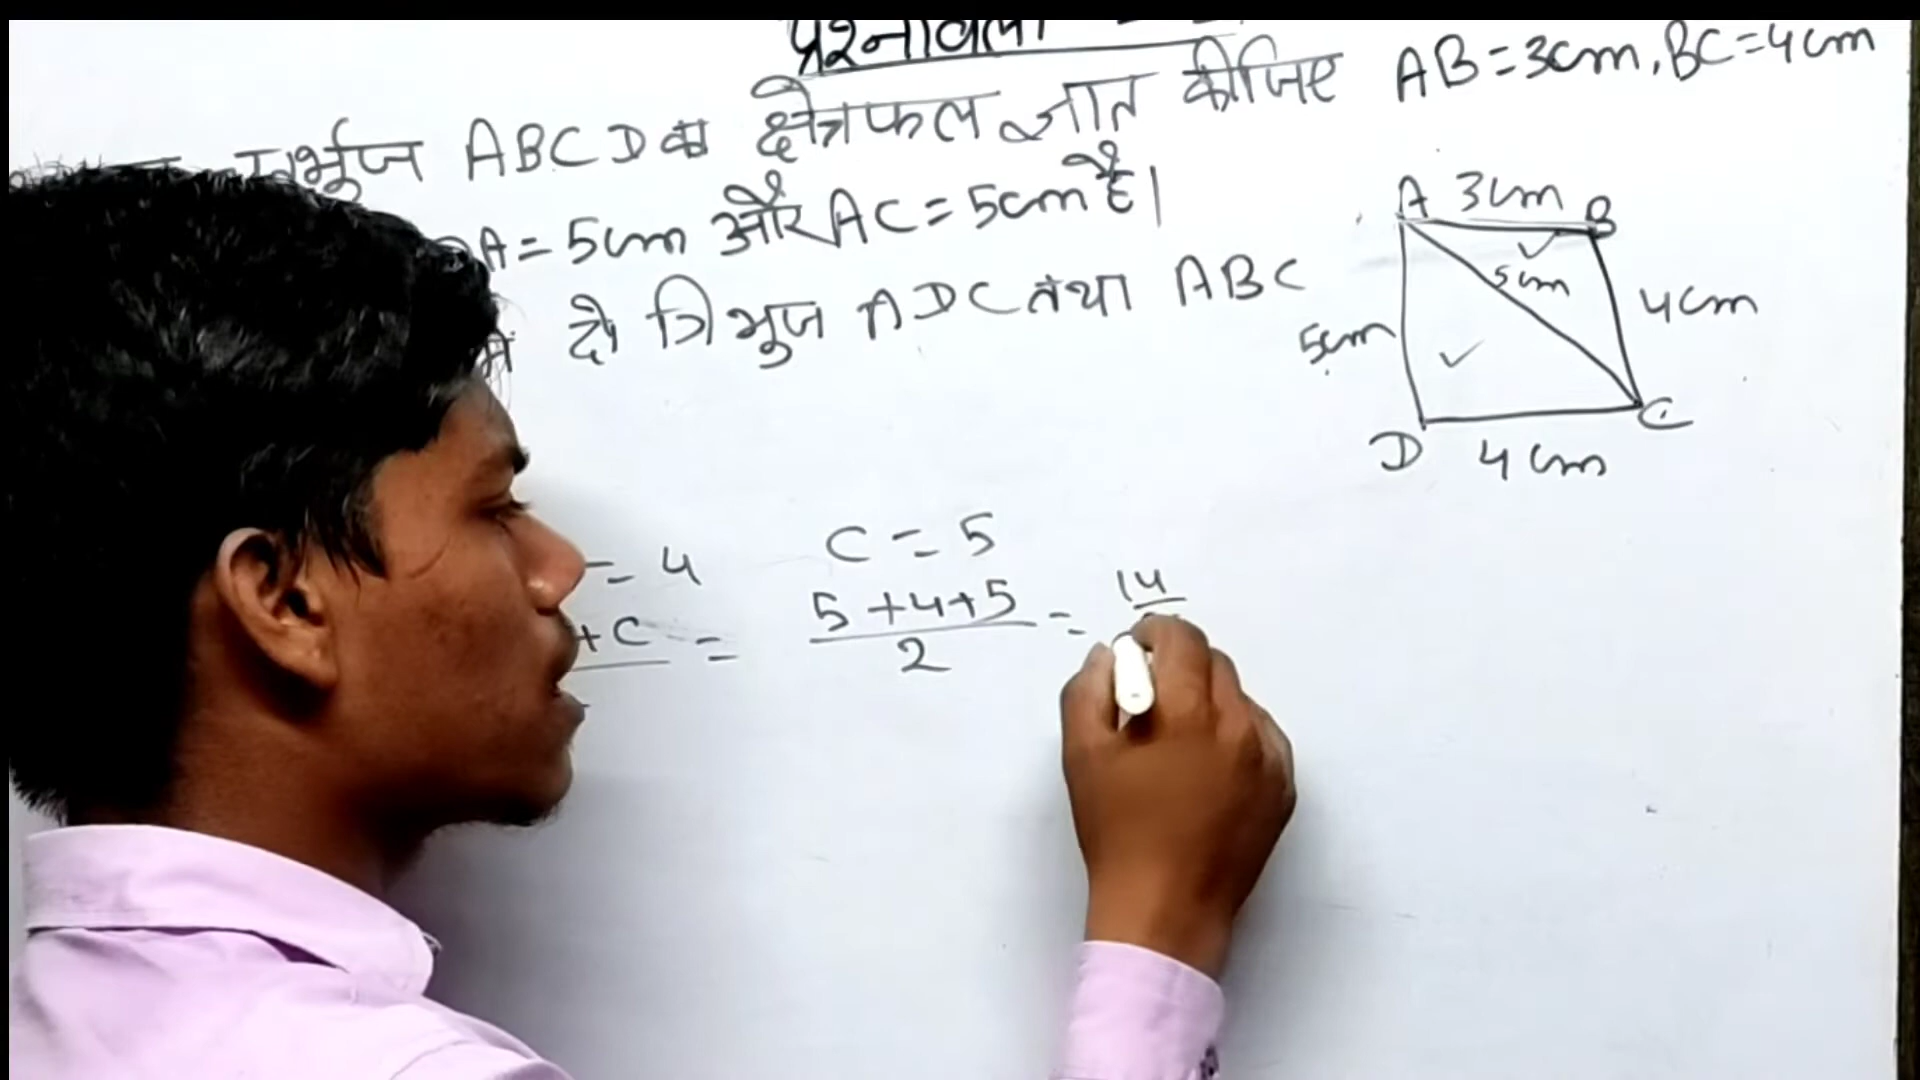 प्रश्नावली
चतुर्भुज ABCD का क्षेत्रफल ज्ञात कीजिए AB=3cm, BC=4cm
DA=5cm और AC=5cm है।
में दो त्रिभुज ADC तथा ABC
A 3cm B
5cm
4cm
5cm
D 4cm C
= 4 C = 5
+ C = 5+4+5 = 14
2